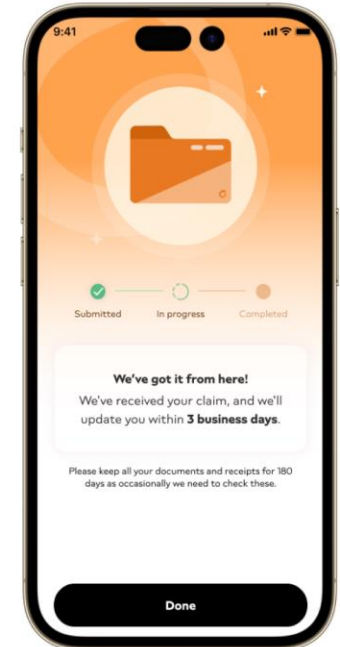 9:41
Submitted In progress Completed
We've got it from here!
We've received your claim, and we'll
update you within 3 business days.
Please keep all your documents and receipts for 180
days as occasionally we need to check these.
Done